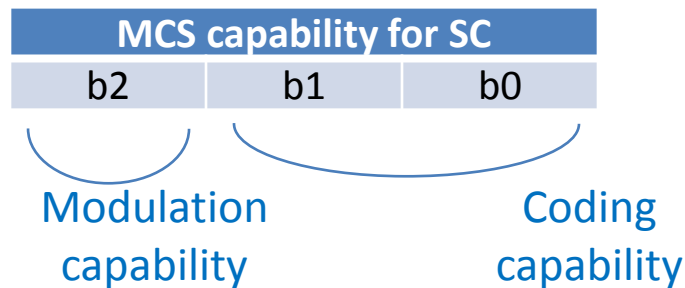 MCS capability for SC
b2 b1 b0
Modulation Coding
capability capability